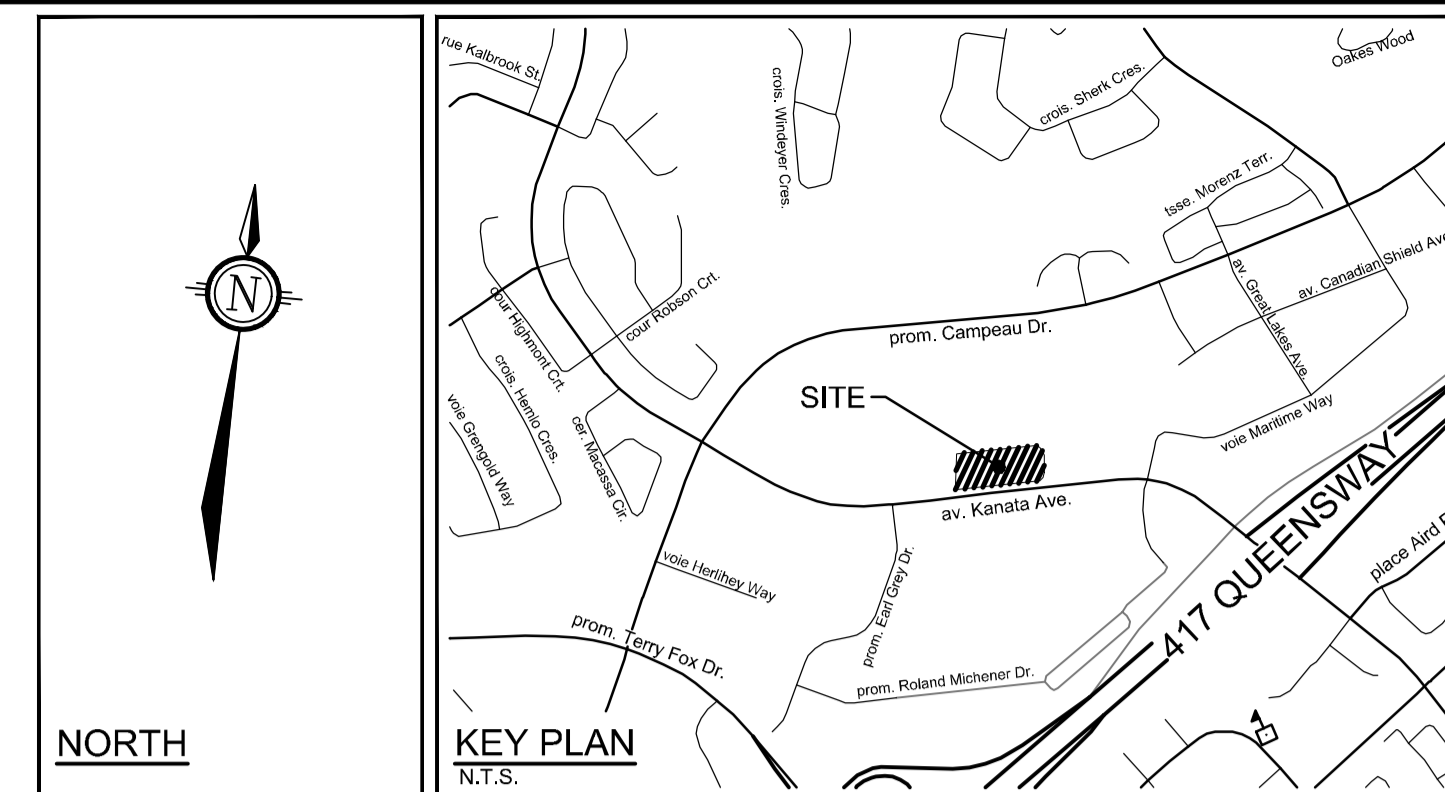 rue Kalbrook St.
crois. Windeyer Cres.
crois. Sherk Cres.
Oakes Wood
tsse. Morenz Terr.
av. Canadian Shield Ave
av. Great Lakes Ave.
cour Highmont Crt.
cour Robson Crt.
prom. Campeau Dr.
crois. Hemlo Cres.
voie Grengold Way
cer. Macassa Cir.
SITE
voie Maritime Way
av. Kanata Ave.
417 QUEENSWAY
place Aird
voie Herlihey Way
prom. Earl Grey Dr.
prom. Terry Fox Dr.
prom. Roland Michener Dr.
N
NORTH
KEY PLAN
N.T.S.